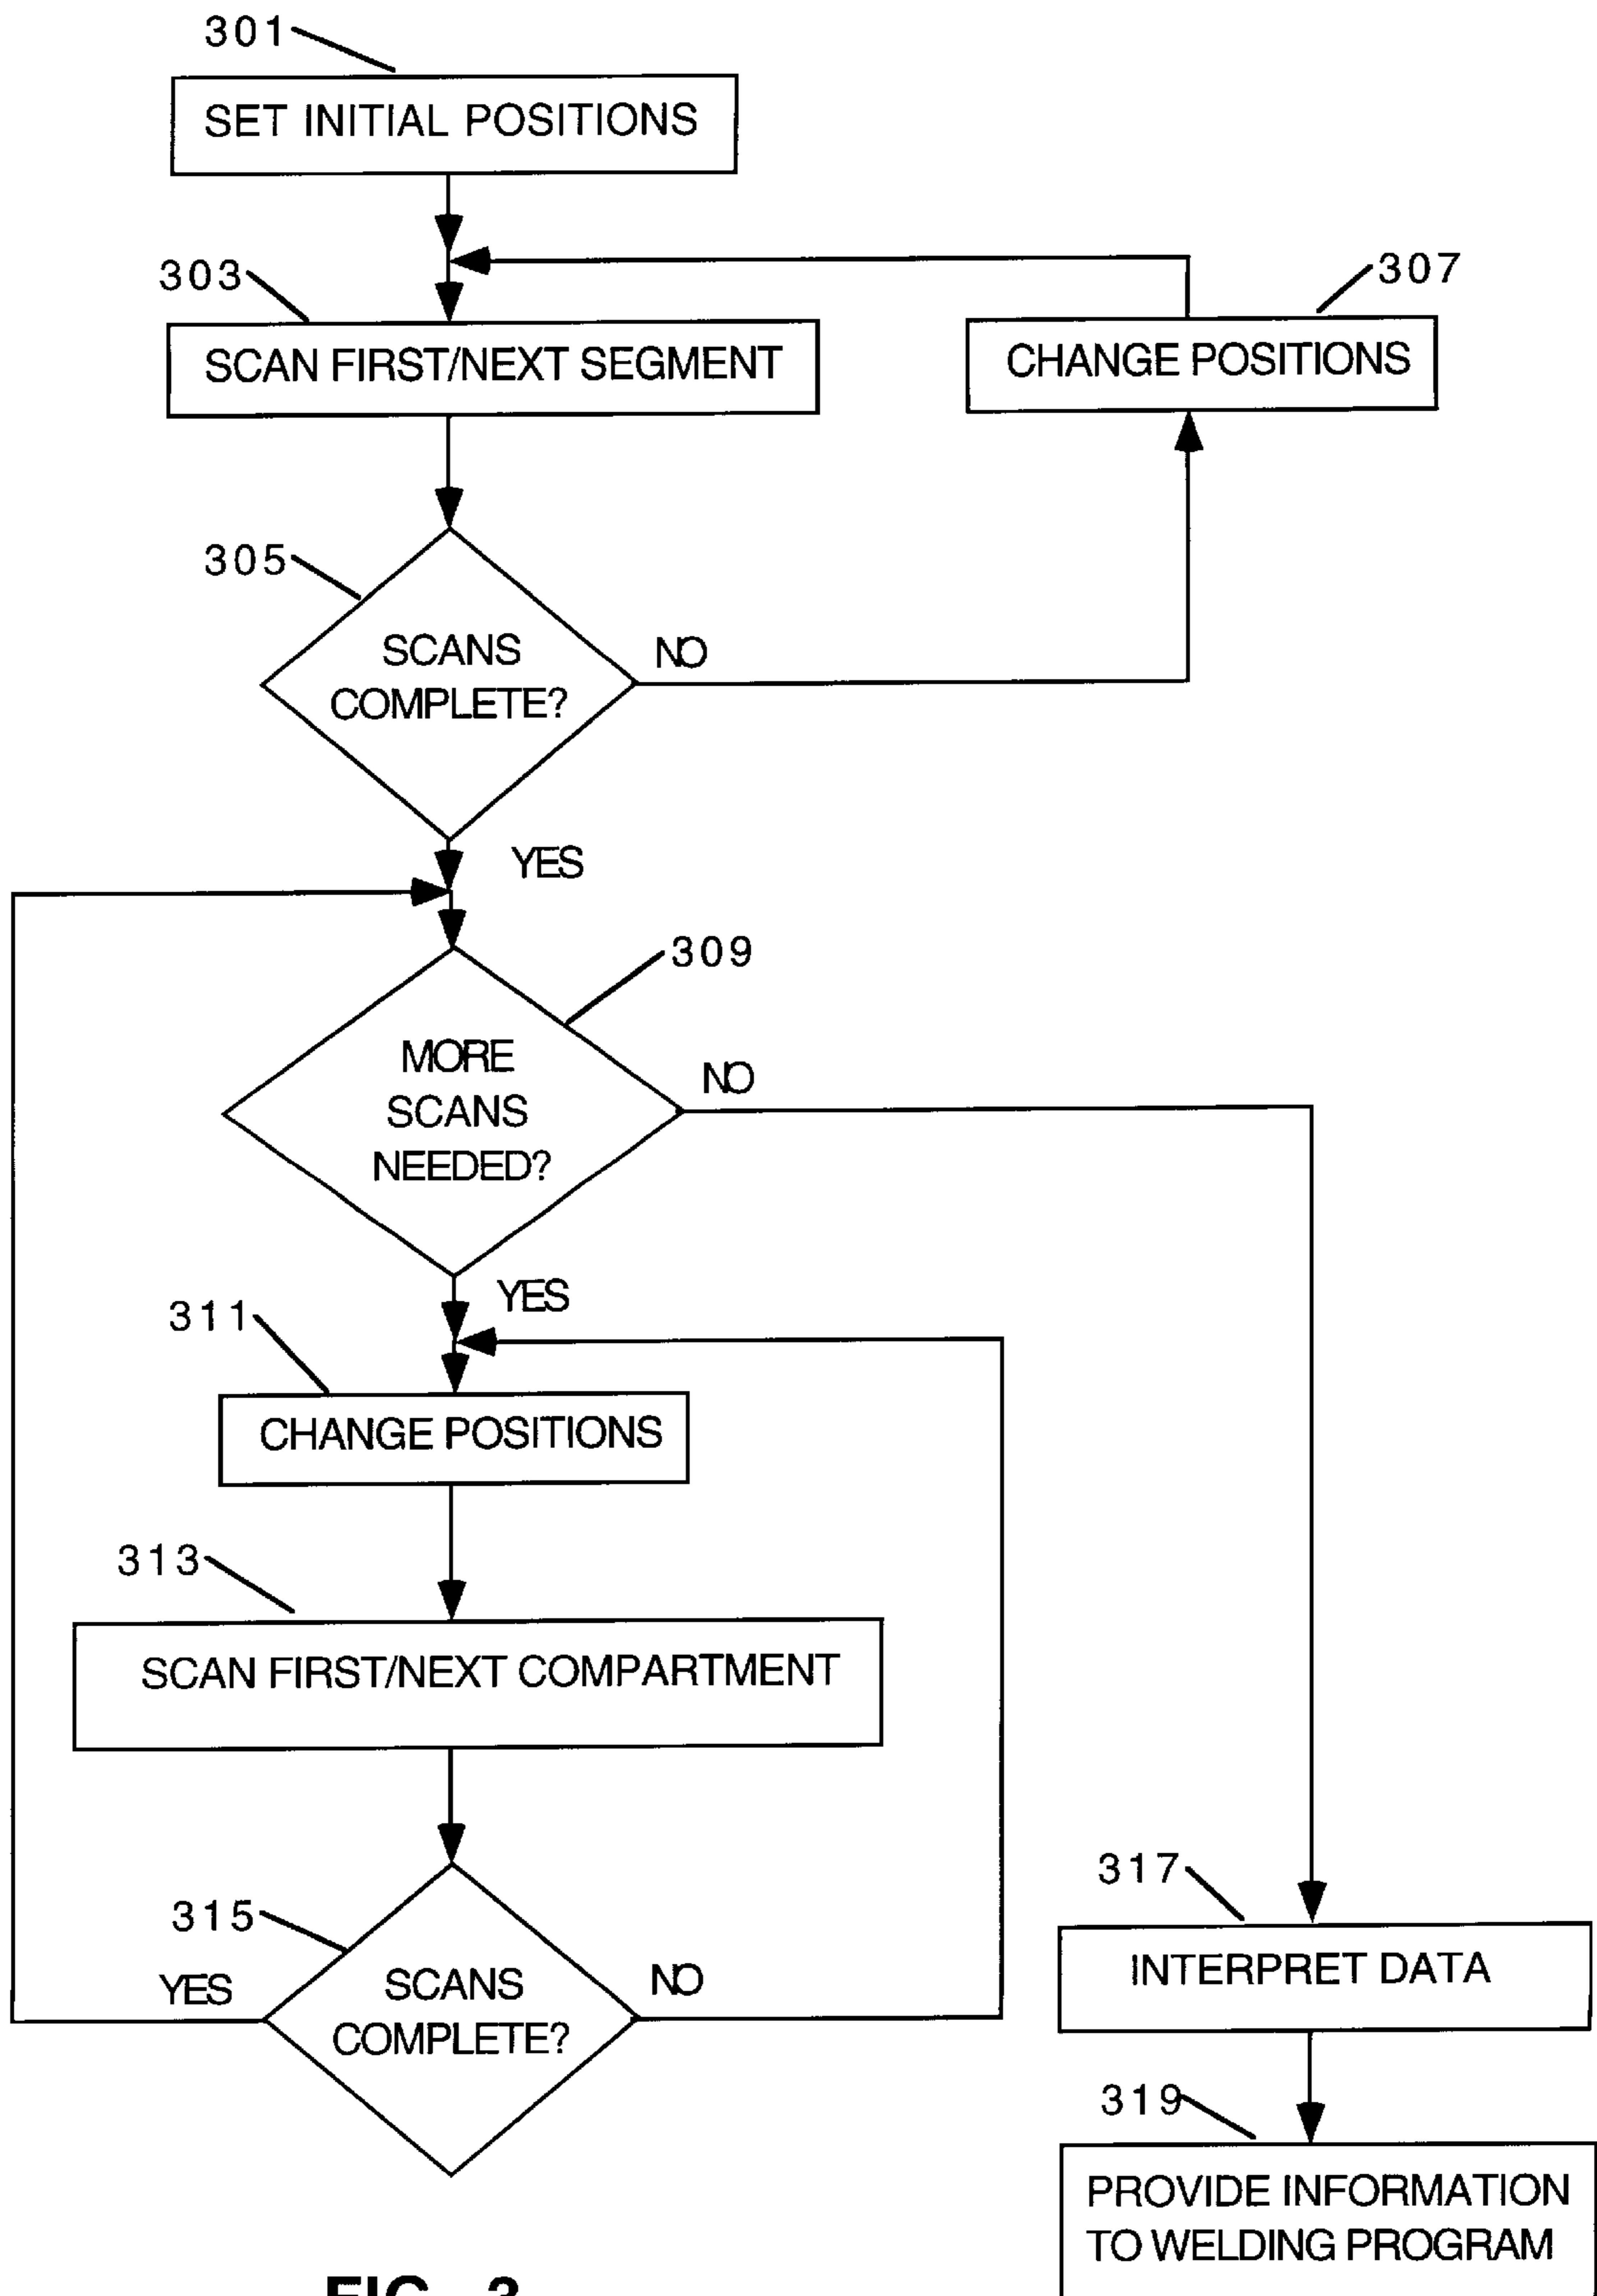 301
SET INITIAL POSITIONS
303
307
SCAN FIRST/NEXT SEGMENT
CHANGE POSITIONS
305
SCANS
COMPLETE?
NO
YES
309
MORE
SCANS
NEEDED?
NO
YES
311
CHANGE POSITIONS
313
SCAN FIRST/NEXT COMPARTMENT
315
YES
SCANS
COMPLETE?
NO
317
INTERPRET DATA
319
PROVIDE INFORMATION
TO WELDING PROGRAM
FIG. 3